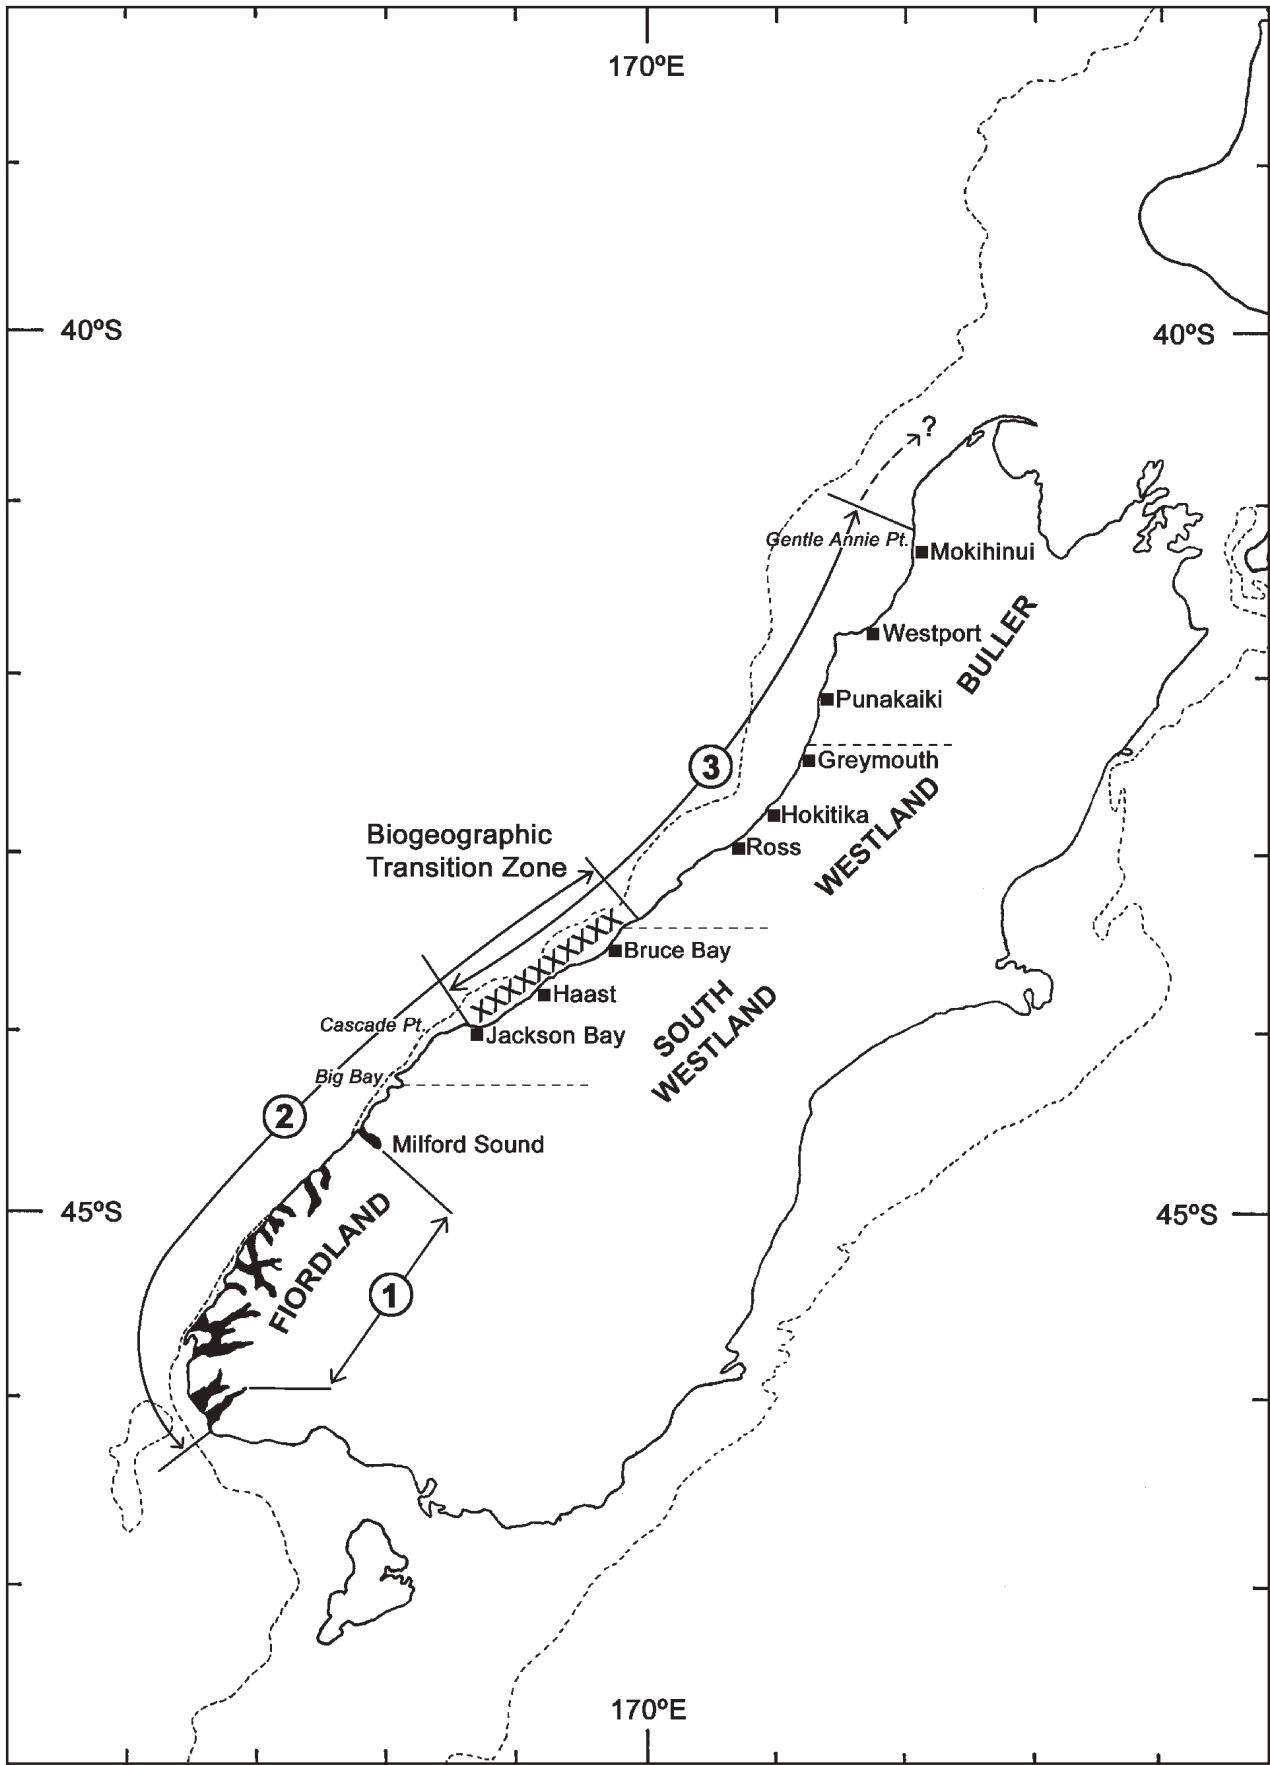 170ºE
40ºS
40ºS
?
Gentle Annie Pt.
Mokihinui
Westport
BULLER
Punakaiki
Greymouth
3
Hokitika
WESTLAND
Biogeographic
Transition Zone
Ross
Bruce Bay
Haast
SOUTH
WESTLAND
Cascade Pt.
Jackson Bay
Big Bay
2
Milford Sound
45ºS
45ºS
FIORDLAND
1
170ºE